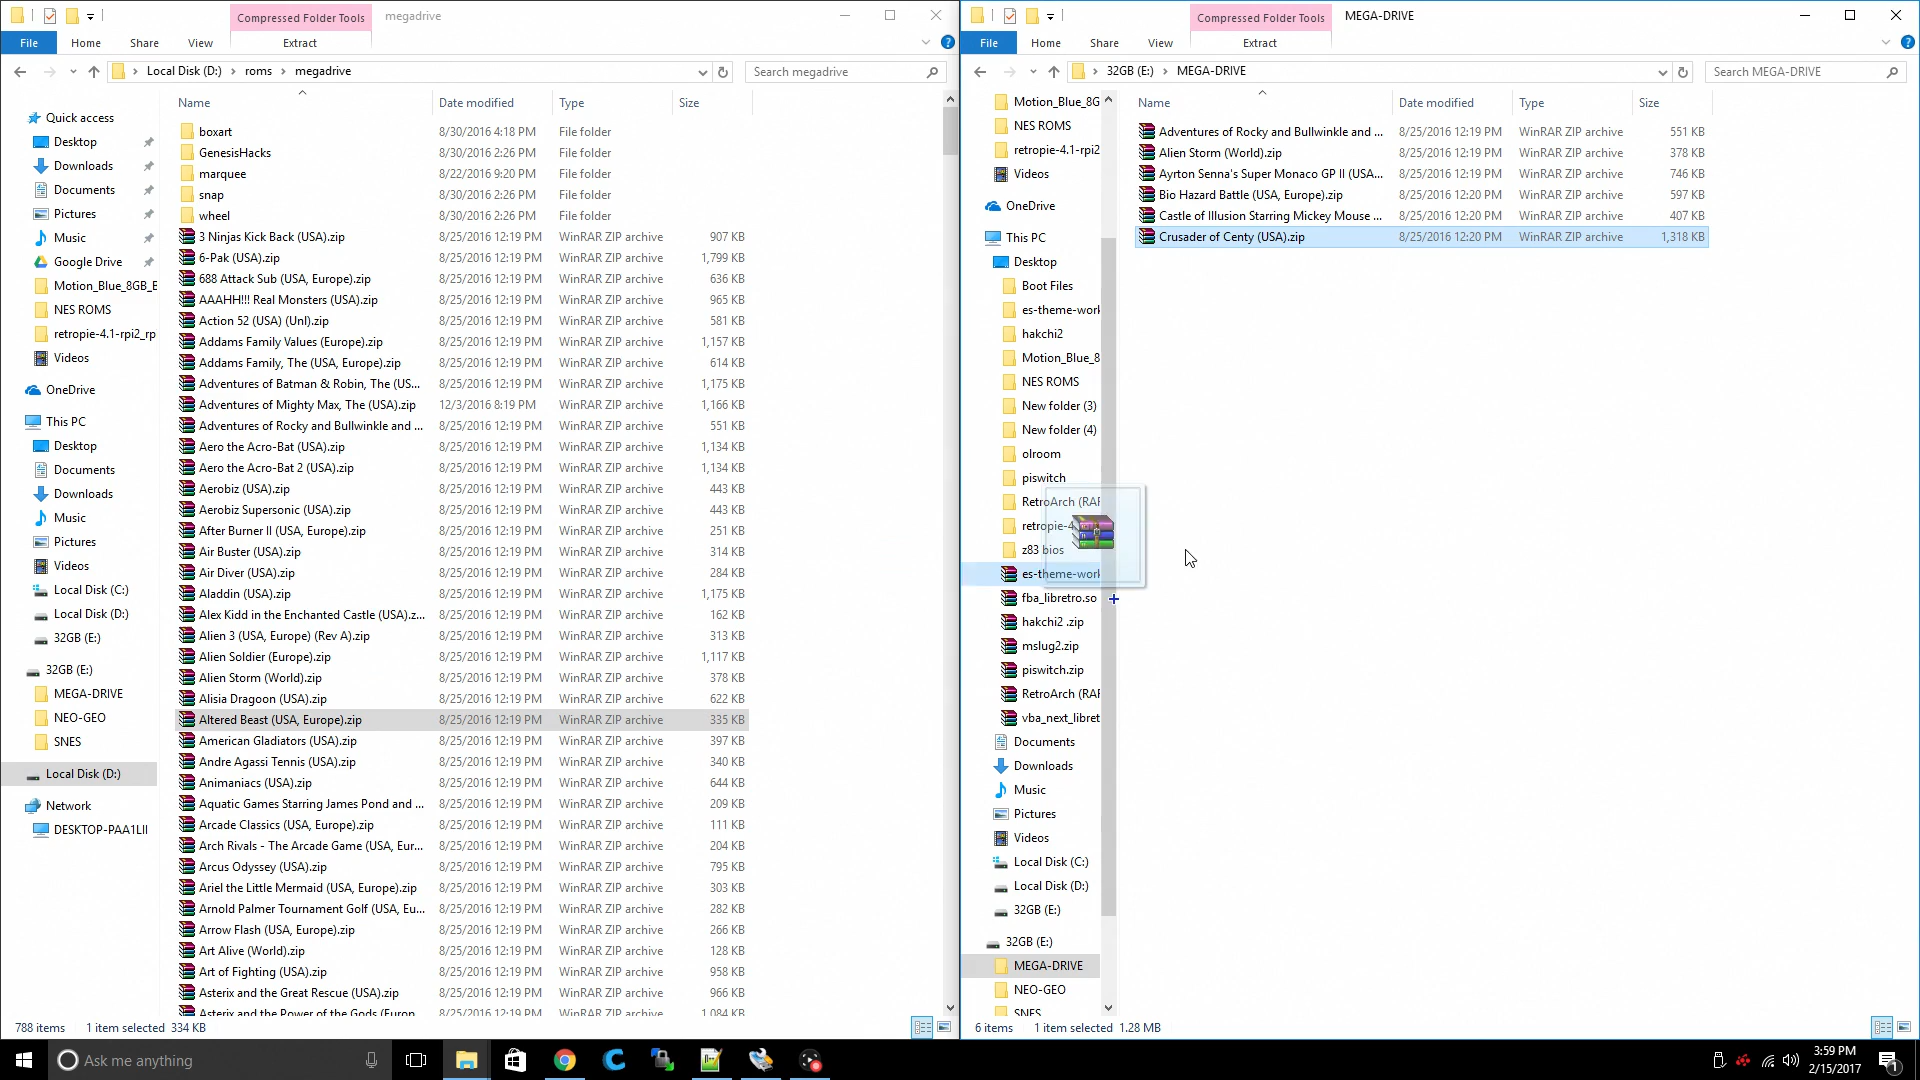 Compressed Folder Tools
megadrive
File
Home
Share
View
Extract
Local Disk (D:)
roms
megadrive
Search megadrive
Name
Date modified
Type
Size
Quick access
Desktop
Downloads
Documents
Pictures
Music
Google Drive
Motion_Blue_8GB_E
NES ROMS
retropie-4.1-rpi2_rp
Videos
OneDrive
This PC
Desktop
Documents
Downloads
Music
Pictures
Videos
Local Disk (C:)
Local Disk (D:)
32GB (E:)
32GB (E:)
MEGA-DRIVE
NEO-GEO
SNES
Local Disk (D:)
Network
DESKTOP-PAA1LII
boxart 8/30/2016 4:18 PM File folder
GenesisHacks 8/30/2016 2:26 PM File folder
marquee 8/22/2016 9:20 PM File folder
snap 8/30/2016 2:26 PM File folder
wheel 8/30/2016 2:26 PM File folder
3 Ninjas Kick Back (USA).zip 8/25/2016 12:19 PM WinRAR ZIP archive 907 KB
6-Pak (USA).zip 8/25/2016 12:19 PM WinRAR ZIP archive 1,799 KB
688 Attack Sub (USA, Europe).zip 8/25/2016 12:19 PM WinRAR ZIP archive 636 KB
AAAHH!!! Real Monsters (USA).zip 8/25/2016 12:19 PM WinRAR ZIP archive 965 KB
Action 52 (USA) (Unl).zip 8/25/2016 12:19 PM WinRAR ZIP archive 581 KB
Addams Family Values (Europe).zip 8/25/2016 12:19 PM WinRAR ZIP archive 1,157 KB
Addams Family, The (USA, Europe).zip 8/25/2016 12:19 PM WinRAR ZIP archive 614 KB
Adventures of Batman & Robin, The (US... 8/25/2016 12:19 PM WinRAR ZIP archive 1,175 KB
Adventures of Mighty Max, The (USA).zip 12/3/2016 8:19 PM WinRAR ZIP archive 1,166 KB
Adventures of Rocky and Bullwinkle and ... 8/25/2016 12:19 PM WinRAR ZIP archive 551 KB
Aero the Acro-Bat (USA).zip 8/25/2016 12:19 PM WinRAR ZIP archive 1,134 KB
Aero the Acro-Bat 2 (USA).zip 8/25/2016 12:19 PM WinRAR ZIP archive 1,134 KB
Aerobiz (USA).zip 8/25/2016 12:19 PM WinRAR ZIP archive 443 KB
Aerobiz Supersonic (USA).zip 8/25/2016 12:19 PM WinRAR ZIP archive 443 KB
After Burner II (USA, Europe).zip 8/25/2016 12:19 PM WinRAR ZIP archive 251 KB
Air Buster (USA).zip 8/25/2016 12:19 PM WinRAR ZIP archive 314 KB
Air Diver (USA).zip 8/25/2016 12:19 PM WinRAR ZIP archive 284 KB
Aladdin (USA).zip 8/25/2016 12:19 PM WinRAR ZIP archive 1,175 KB
Alex Kidd in the Enchanted Castle (USA).z... 8/25/2016 12:19 PM WinRAR ZIP archive 162 KB
Alien 3 (USA, Europe) (Rev A).zip 8/25/2016 12:19 PM WinRAR ZIP archive 313 KB
Alien Soldier (Europe).zip 8/25/2016 12:19 PM WinRAR ZIP archive 1,117 KB
Alien Storm (World).zip 8/25/2016 12:19 PM WinRAR ZIP archive 378 KB
Alisia Dragoon (USA).zip 8/25/2016 12:19 PM WinRAR ZIP archive 622 KB
Altered Beast (USA, Europe).zip 8/25/2016 12:19 PM WinRAR ZIP archive 335 KB
American Gladiators (USA).zip 8/25/2016 12:19 PM WinRAR ZIP archive 397 KB
Andre Agassi Tennis (USA).zip 8/25/2016 12:19 PM WinRAR ZIP archive 340 KB
Animaniacs (USA).zip 8/25/2016 12:19 PM WinRAR ZIP archive 644 KB
Aquatic Games Starring James Pond and ... 8/25/2016 12:19 PM WinRAR ZIP archive 209 KB
Arcade Classics (USA, Europe).zip 8/25/2016 12:19 PM WinRAR ZIP archive 111 KB
Arch Rivals - The Arcade Game (USA, Eur... 8/25/2016 12:19 PM WinRAR ZIP archive 204 KB
Arcus Odyssey (USA).zip 8/25/2016 12:19 PM WinRAR ZIP archive 795 KB
Ariel the Little Mermaid (USA, Europe).zip 8/25/2016 12:19 PM WinRAR ZIP archive 303 KB
Arnold Palmer Tournament Golf (USA, Eu... 8/25/2016 12:19 PM WinRAR ZIP archive 282 KB
Arrow Flash (USA, Europe).zip 8/25/2016 12:19 PM WinRAR ZIP archive 266 KB
Art Alive (World).zip 8/25/2016 12:19 PM WinRAR ZIP archive 128 KB
Art of Fighting (USA).zip 8/25/2016 12:19 PM WinRAR ZIP archive 958 KB
Asterix and the Great Rescue (USA).zip 8/25/2016 12:19 PM WinRAR ZIP archive 966 KB
Asterix and the Power of the Gods (Europ... 8/25/2016 12:19 PM WinRAR ZIP archive 1,084 KB
788 items 1 item selected 334 KB
Compressed Folder Tools
MEGA-DRIVE
File
Home
Share
View
Extract
32GB (E:)
MEGA-DRIVE
Search MEGA-DRIVE
Name
Date modified
Type
Size
Motion_Blue_8G
NES ROMS
retropie-4.1-rpi2
Videos
OneDrive
This PC
Desktop
Boot Files
es-theme-work
hakchi2
Motion_Blue_8
NES ROMS
New folder (3)
New folder (4)
olroom
piswitch
RetroArch (RAF
retropie-4
z83 bios
es-theme-work
fba_libretro.so
hakchi2 .zip
mslug2.zip
piswitch.zip
RetroArch (RAF
vba_next_libret
Documents
Downloads
Music
Pictures
Videos
Local Disk (C:)
Local Disk (D:)
32GB (E:)
32GB (E:)
MEGA-DRIVE
NEO-GEO
SNES
Adventures of Rocky and Bullwinkle and ... 8/25/2016 12:19 PM WinRAR ZIP archive 551 KB
Alien Storm (World).zip 8/25/2016 12:19 PM WinRAR ZIP archive 378 KB
Ayrton Senna's Super Monaco GP II (USA... 8/25/2016 12:19 PM WinRAR ZIP archive 746 KB
Bio Hazard Battle (USA, Europe).zip 8/25/2016 12:20 PM WinRAR ZIP archive 597 KB
Castle of Illusion Starring Mickey Mouse ... 8/25/2016 12:20 PM WinRAR ZIP archive 407 KB
Crusader of Centy (USA).zip 8/25/2016 12:20 PM WinRAR ZIP archive 1,318 KB
6 items 1 item selected 1.28 MB
Ask me anything
3:59 PM
2/15/2017
1